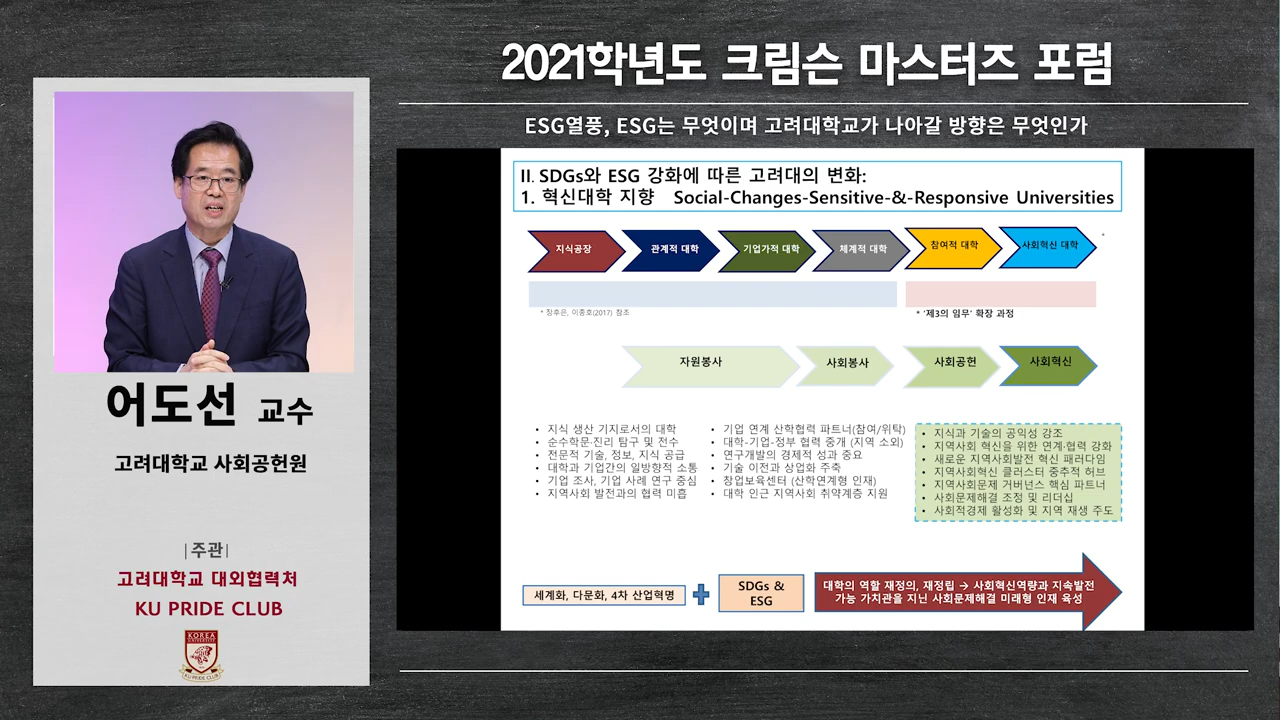 2021학년도 크림슨 마스터즈 포럼
ESG열풍, ESG는 무엇이며 고려대학교가 나아갈 방향은 무엇인가
어도선 교수
고려대학교 사회공헌원
|주관|
고려대학교 대외협력처
KU PRIDE CLUB
KOREA
UNIVERSITY
KU PRIDE CLUB
II. SDGs와 ESG 강화에 따른 고려대의 변화:
1. 혁신대학 지향 Social-Changes-Sensitive-&-Responsive Universities
지식공장
관계적 대학
기업가적 대학
체계적 대학
참여적 대학
사회혁신 대학
* 장후은, 이종호(2017) 참조
* '제3의 임무' 확장 과정
자원봉사
사회봉사
사회공헌
사회혁신
• 지식 생산 기지로서의 대학
• 순수학문·진리 탐구 및 전수
• 전문적 기술, 정보, 지식 공급
• 대학과 기업간의 일방향적 소통
• 기업 조사, 기업 사례 연구 중심
• 지역사회 발전과의 협력 미흡
• 기업 연계 산학협력 파트너(참여/위탁)
• 대학-기업-정부 협력 중개 (지역 소외)
• 연구개발의 경제적 성과 중요
• 기술 이전과 상업화 주축
• 창업보육센터 (산학연계형 인재)
• 대학 인근 지역사회 취약계층 지원
• 지식과 기술의 공익성 강조
• 지역사회 혁신을 위한 연계·협력 강화
• 새로운 지역사회발전 혁신 패러다임
• 지역사회혁신 클러스터 중추적 허브
• 지역사회문제 거버넌스 핵심 파트너
• 사회문제해결 조정 및 리더십
• 사회적경제 활성화 및 지역 재생 주도
세계화, 다문화, 4차 산업혁명
SDGs &
ESG
대학의 역할 재정의, 재정립 → 사회혁신역량과 지속발전
가능 가치관을 지닌 사회문제해결 미래형 인재 육성